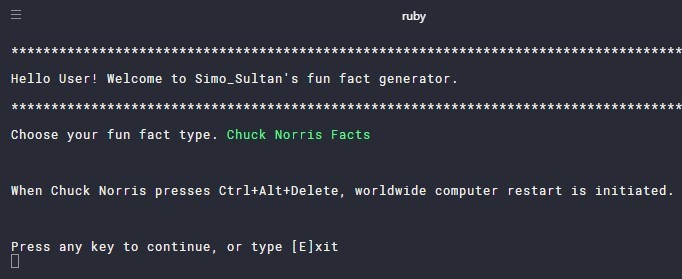 ruby
*************************************************************************************
Hello User! Welcome to Simo_Sultan's fun fact generator.
*************************************************************************************
Choose your fun fact type. Chuck Norris Facts
When Chuck Norris presses Ctrl+Alt+Delete, worldwide computer restart is initiated.
Press any key to continue, or type [E]xit